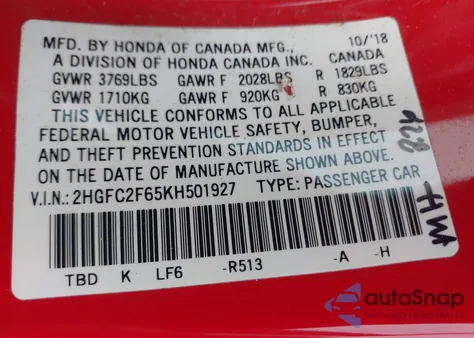 MFD. BY HONDA OF CANADA MFG., 10/'18
A DIVISION OF HONDA CANADA INC. CANADA
GVWR 3769LBS GAWR F 2028LBS R 1829LBS
GVWR 1710KG GAWR F 920KG R 830KG
THIS VEHICLE CONFORMS TO ALL APPLICABLE
FEDERAL MOTOR VEHICLE SAFETY, BUMPER,
AND THEFT PREVENTION STANDARDS IN EFFECT
ON THE DATE OF MANUFACTURE SHOWN ABOVE.
V.I.N.: 2HGFC2F65KH501927 TYPE: PASSENGER CAR
TBD K LF6 -R513 -A -H
autoSnap